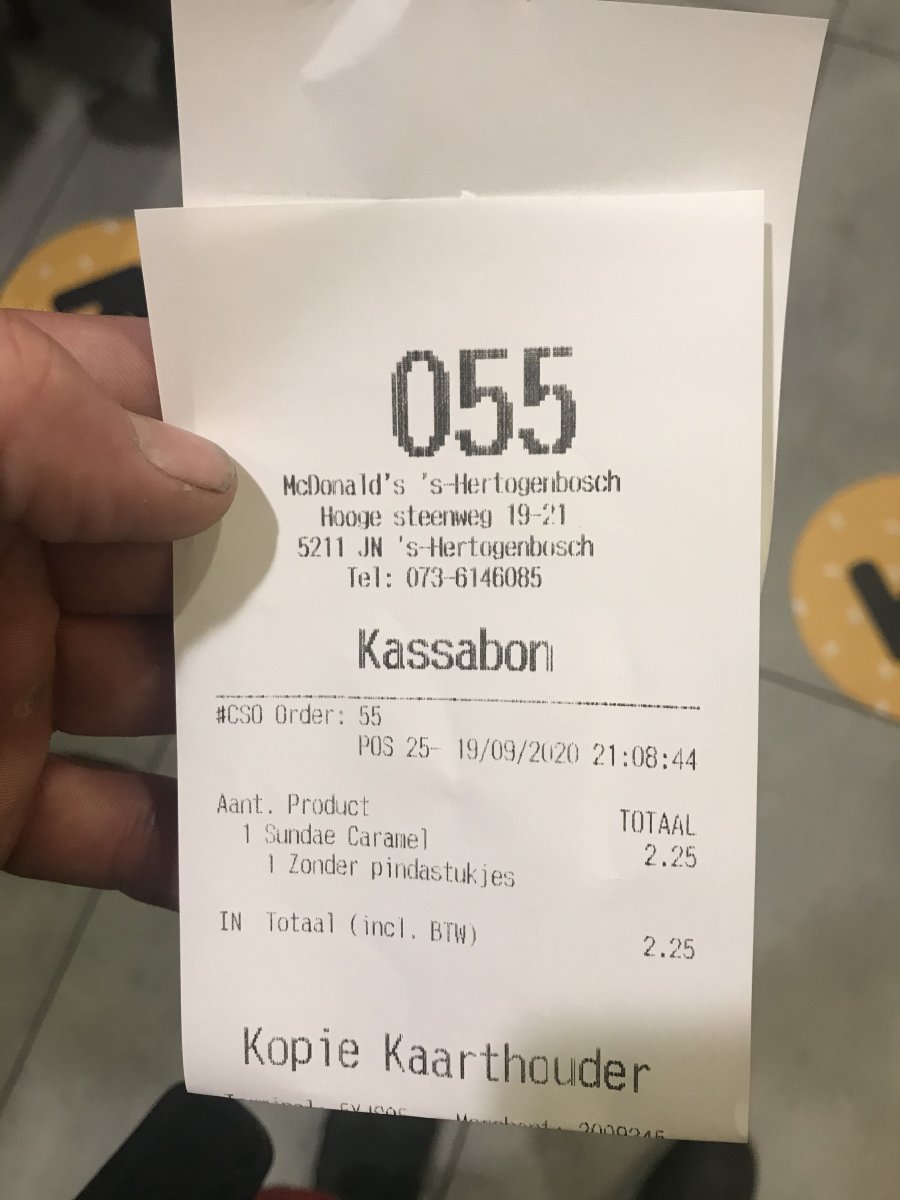 055
McDonald's 's-Hertogenbosch
Hooge steenweg 19-21
5211 JN 's-Hertogenbosch
Tel: 073-6146085
Kassabon
#CSO Order: 55
POS 25- 19/09/2020 21:08:44
Aant. Product TOTAAL
1 Sundae Caramel 2.25
1 Zonder pindastukjes
IN Totaal (incl. BTW) 2.25
Kopie Kaarthouder
Terminal: Merchant: